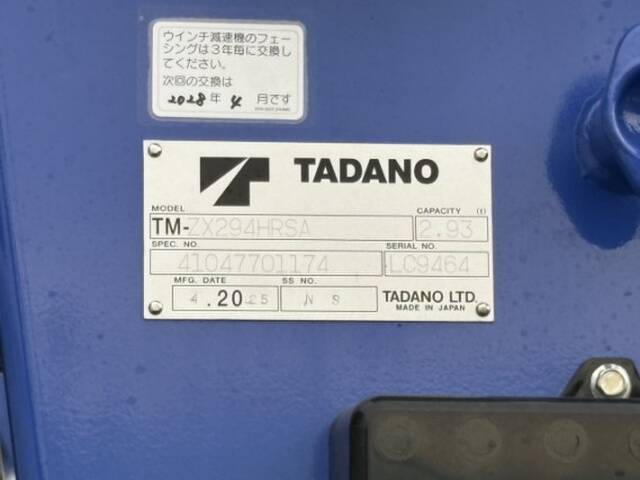 ウインチ減速機のフェー
シングは3年毎に交換し
てください。
次回の交換は
2028年 4 月です
TADANO
MODEL
CAPACITY (t)
TM-ZX294HRSA
2.93
SPEC. NO.
SERIAL NO.
41047701174
LC9464
MFG. DATE
SS NO.
4 .2025
NS
TADANO LTD.
MADE IN JAPAN